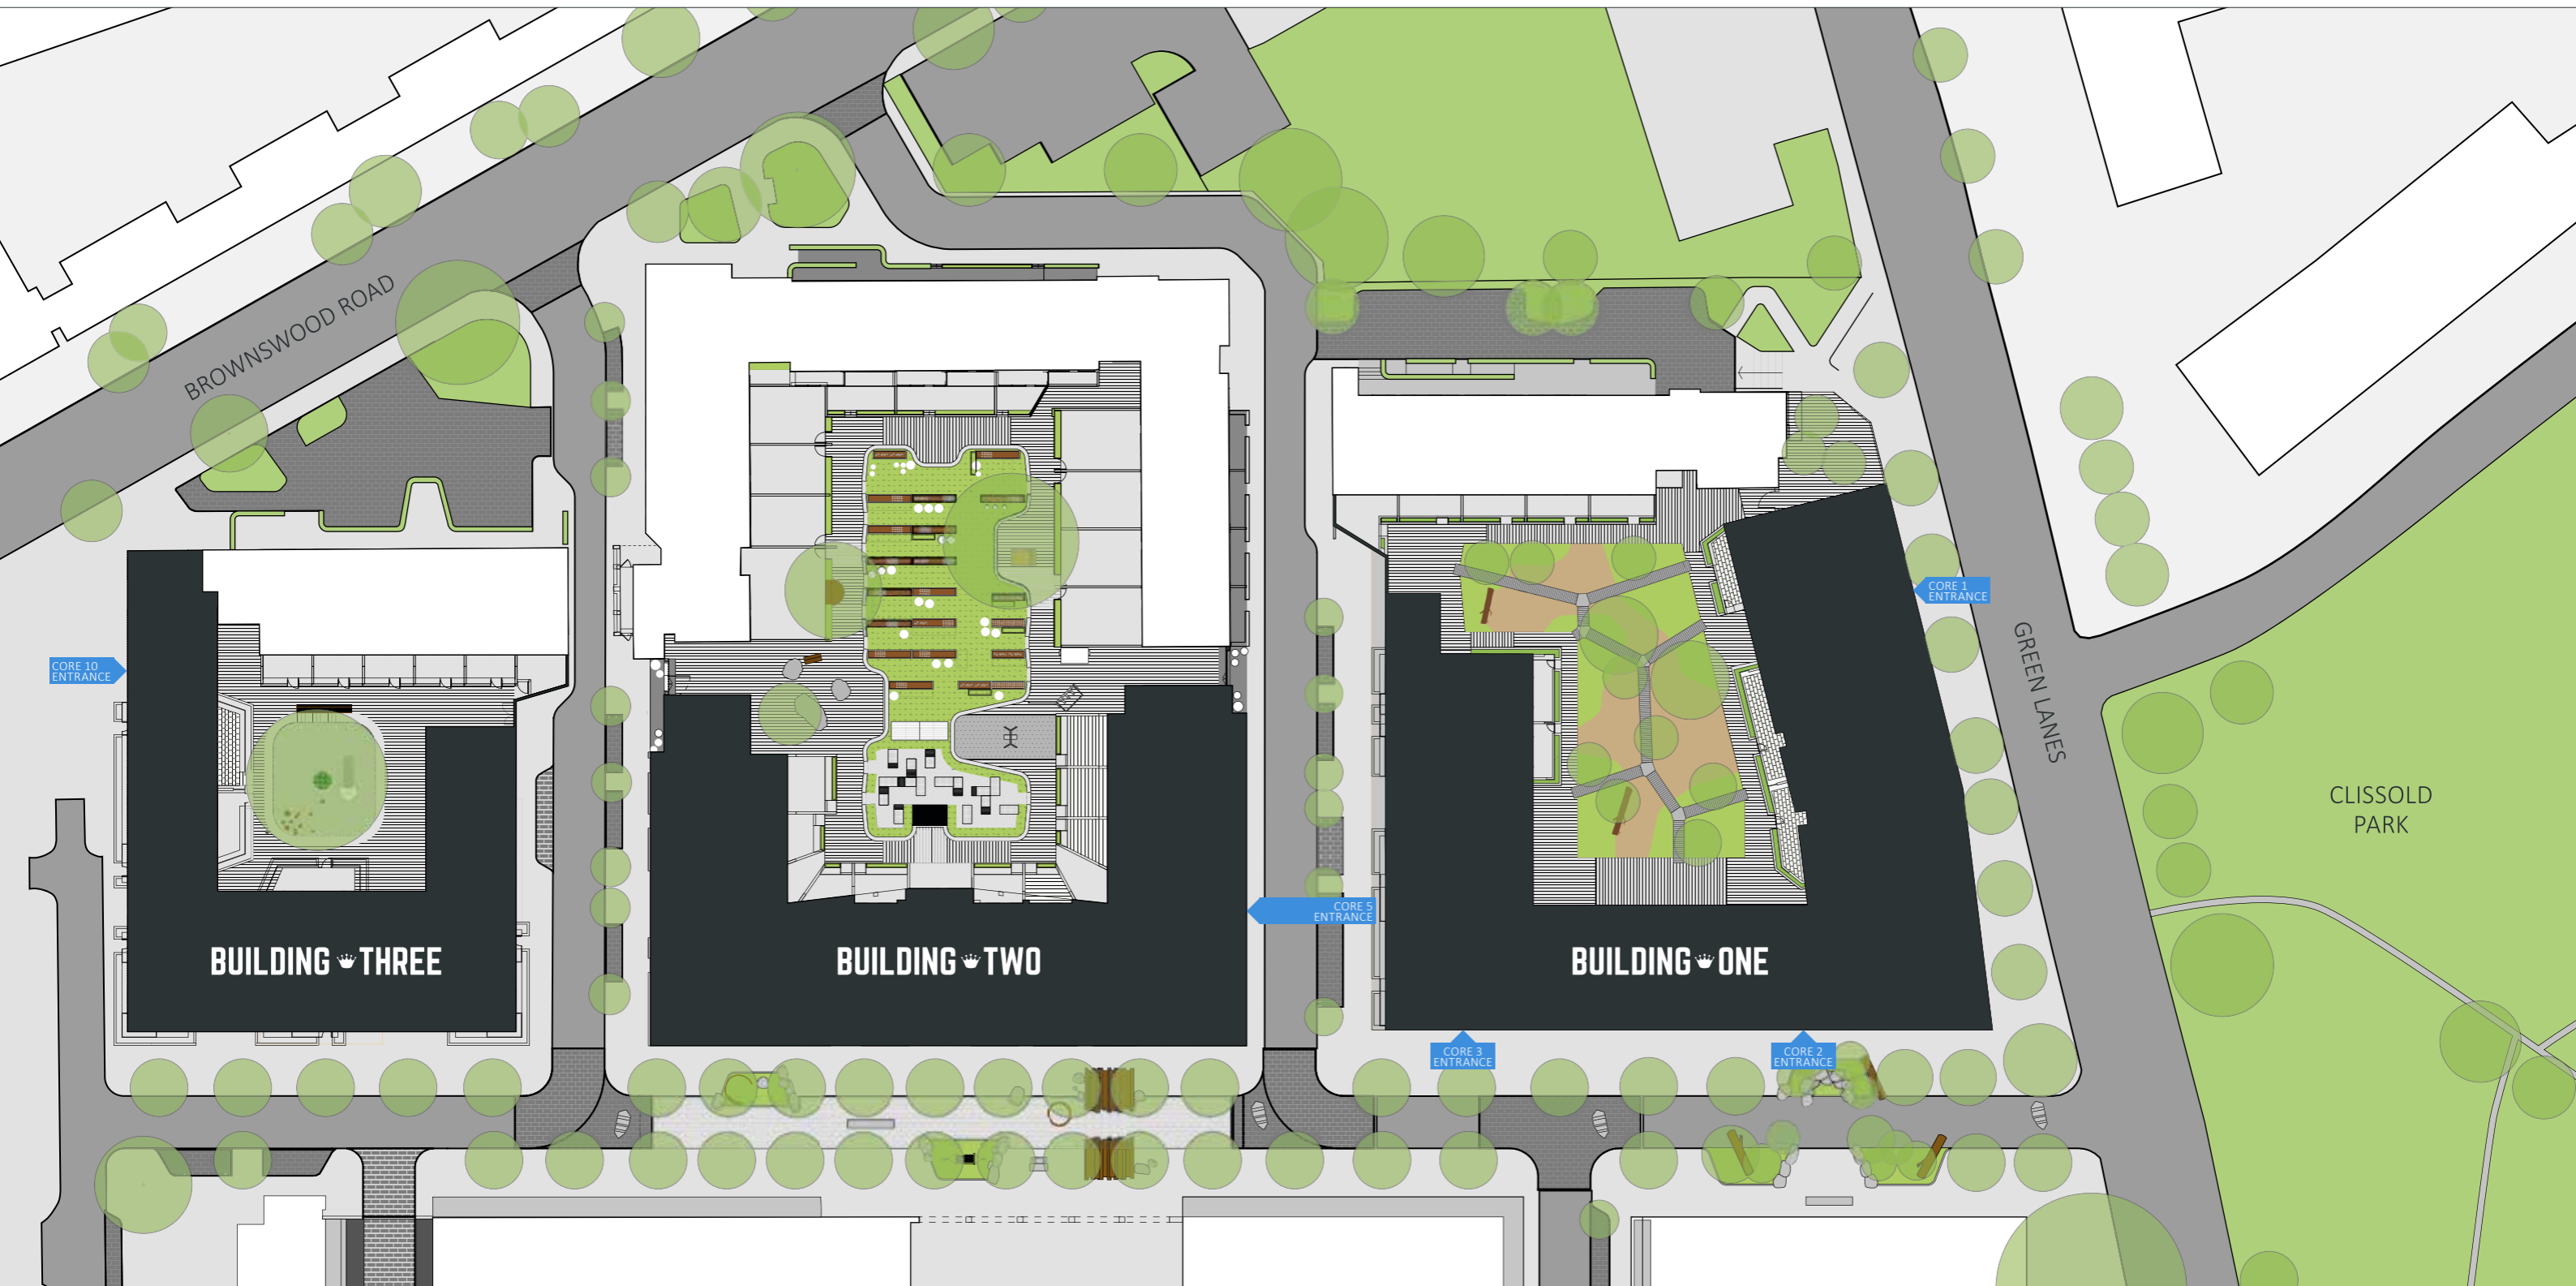 BROWNSWOOD ROAD
CORE 1
ENTRANCE
GREEN LANES
CORE 10
ENTRANCE
CLISSOLD
PARK
CORE 5
ENTRANCE
BUILDING THREE
BUILDING TWO
BUILDING ONE
CORE 3
ENTRANCE
CORE 2
ENTRANCE